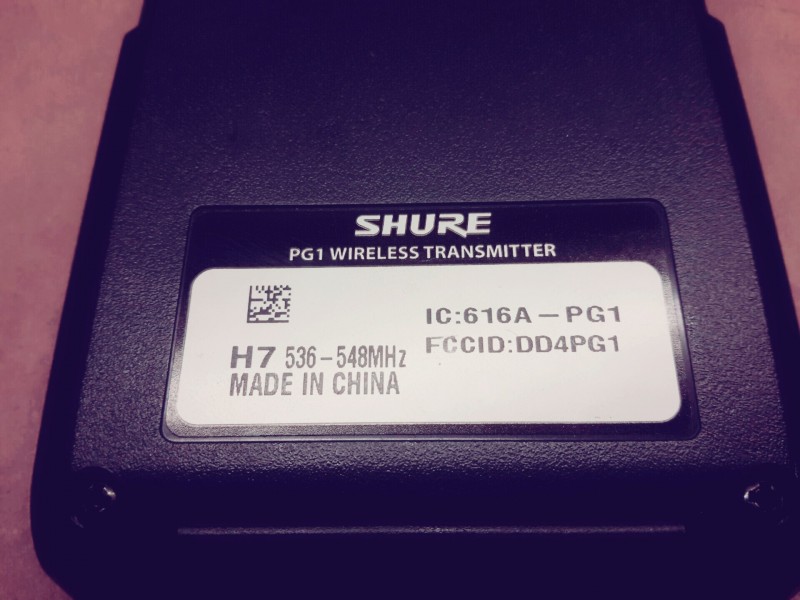 SHURE
PG1 WIRELESS TRANSMITTER
IC:616A-PG1
FCCID:DD4PG1
H7 536-548MHz
MADE IN CHINA